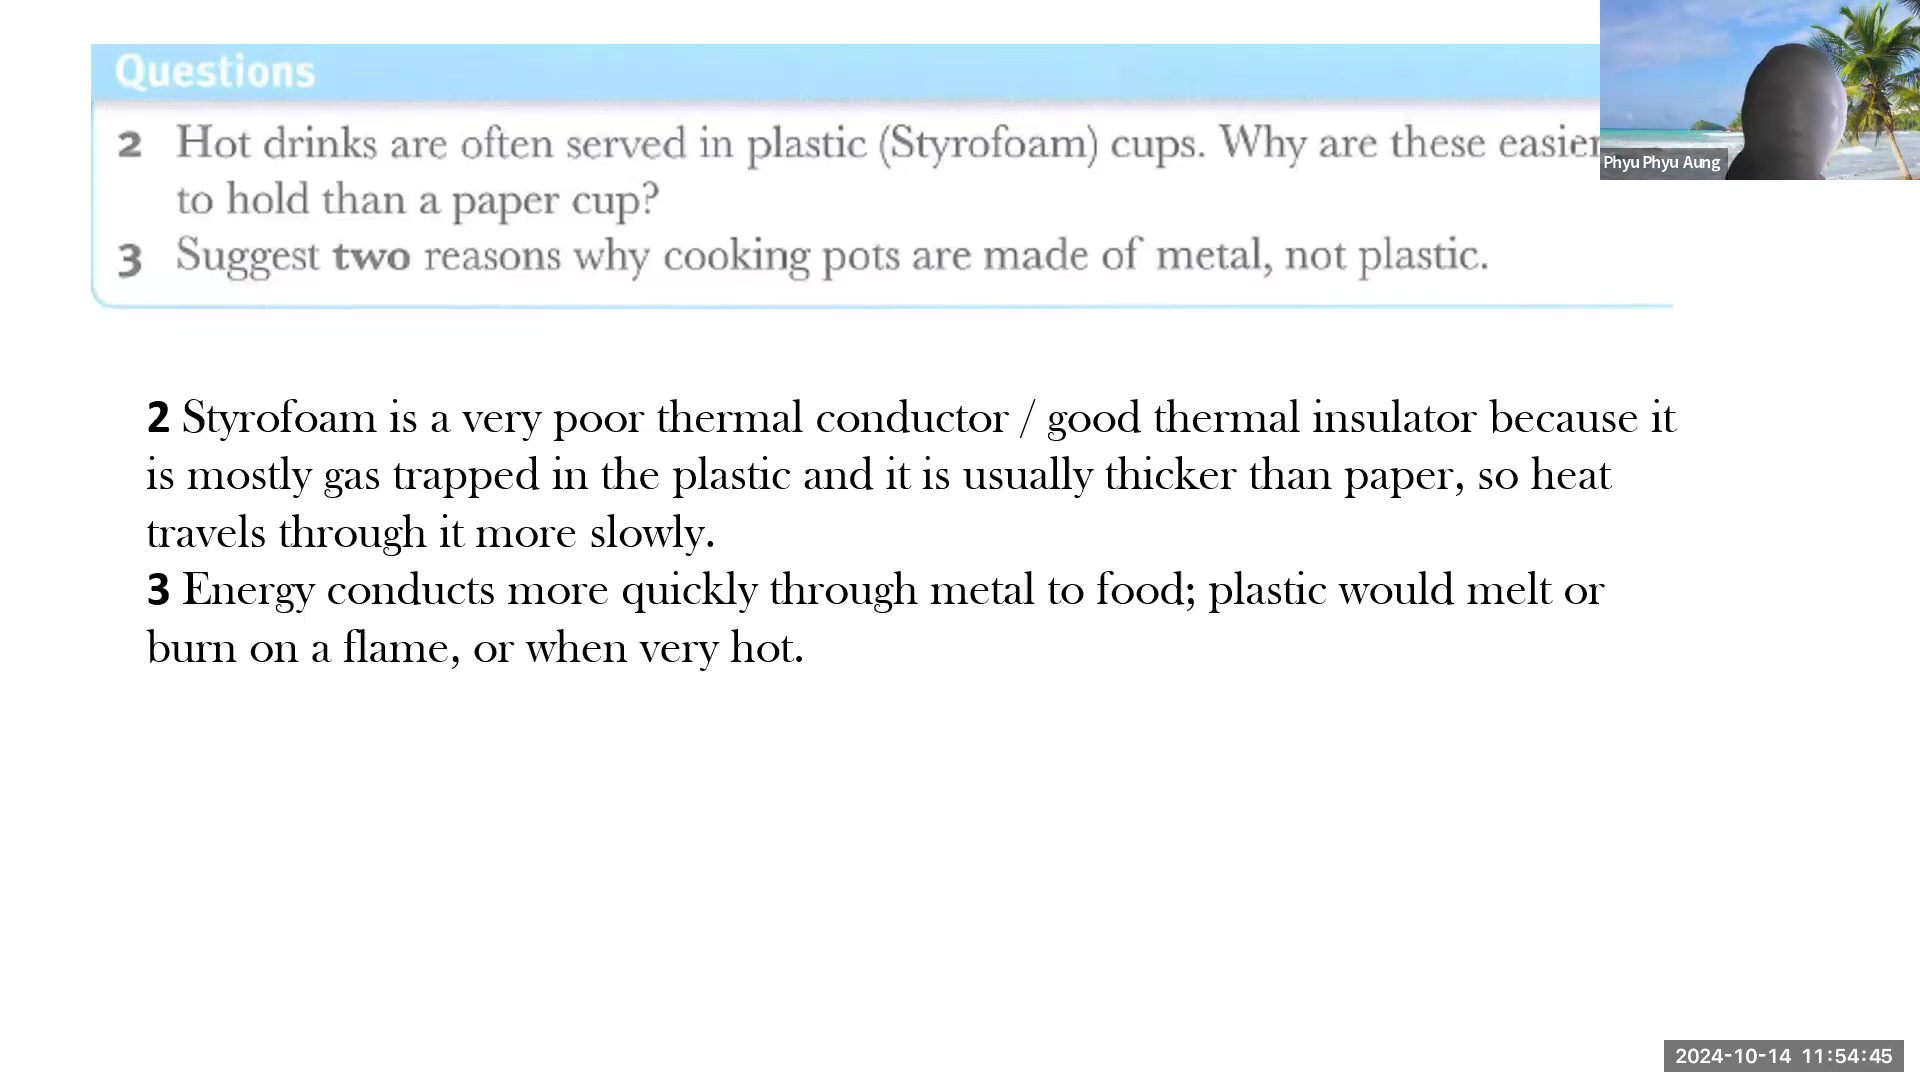 Questions
2 Hot drinks are often served in plastic (Styrofoam) cups. Why are these easier
to hold than a paper cup?
3 Suggest two reasons why cooking pots are made of metal, not plastic.
Phyu Phyu Aung
2 Styrofoam is a very poor thermal conductor / good thermal insulator because it
is mostly gas trapped in the plastic and it is usually thicker than paper, so heat
travels through it more slowly.
3 Energy conducts more quickly through metal to food; plastic would melt or
burn on a flame, or when very hot.
2024-10-14 11:54:45